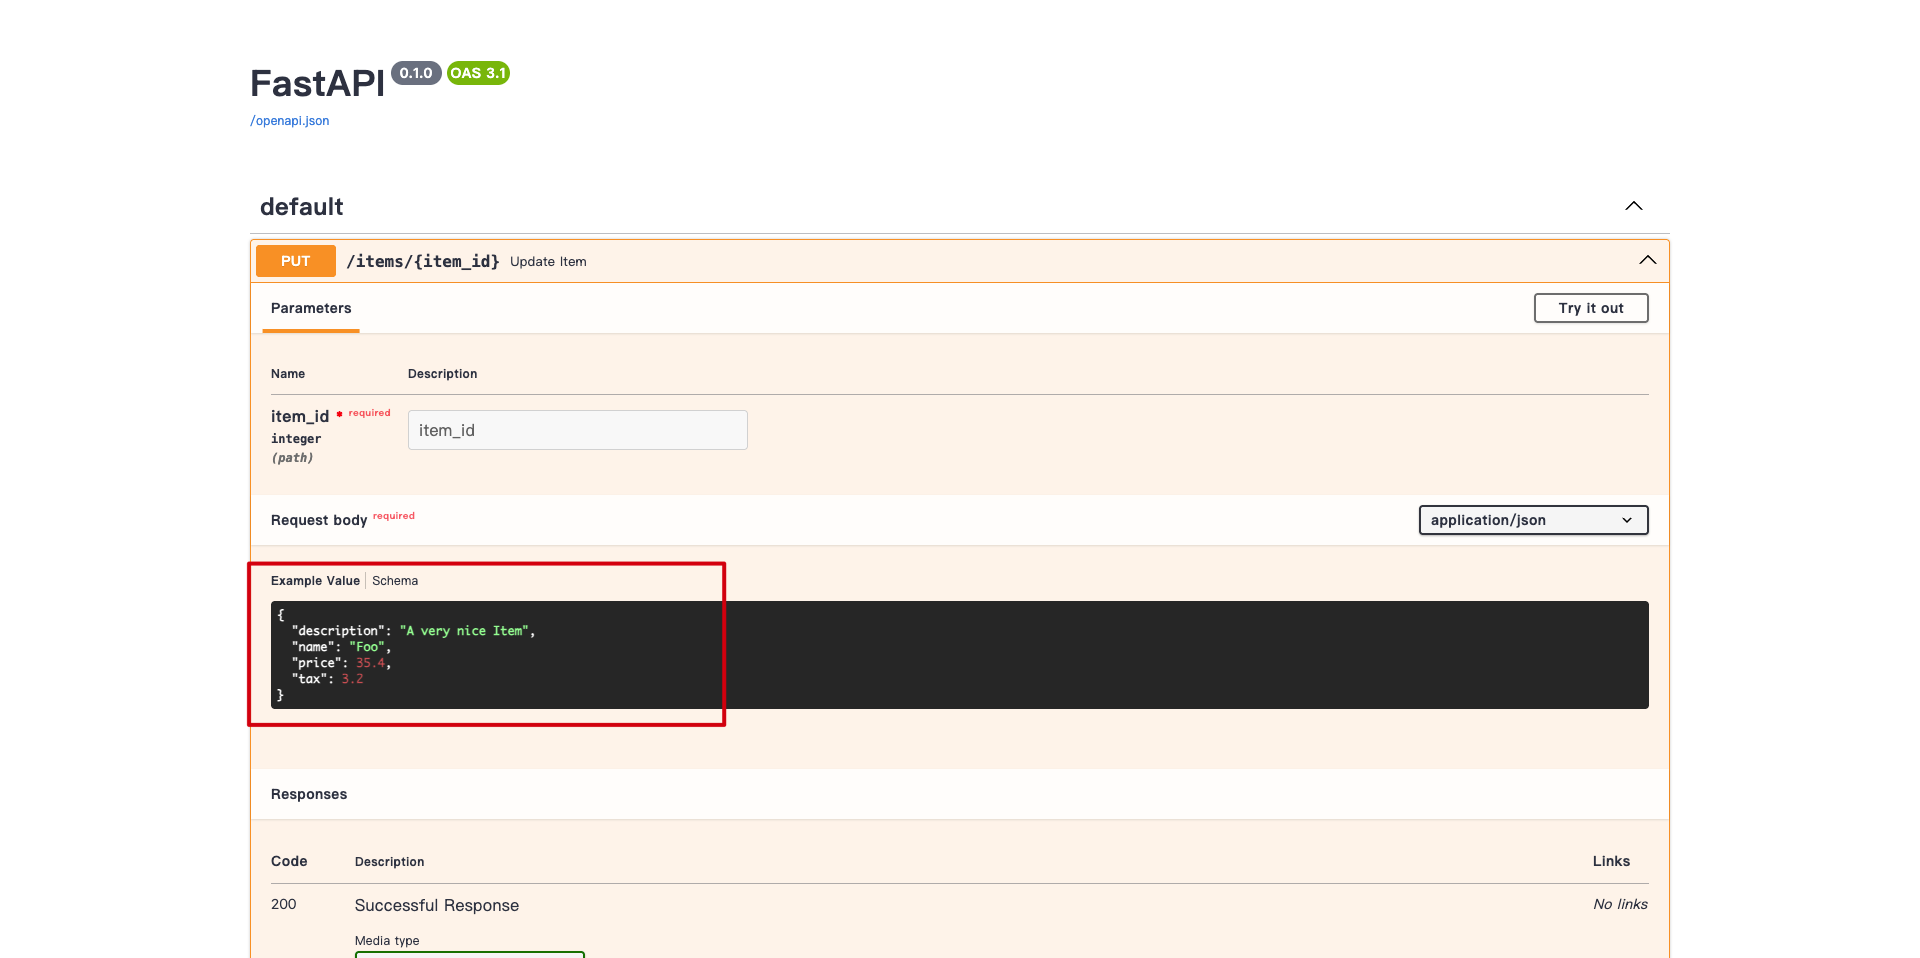 FastAPI 0.1.0 OAS 3.1
/openapi.json
default
PUT /items/{item_id} Update Item
Parameters Try it out
Name Description
item_id * required item_id
integer
(path)
Request body required application/json
Example Value Schema
{
"description": "A very nice Item",
"name": "Foo",
"price": 35.4,
"tax": 3.2
}
Responses
Code Description Links
200 Successful Response No links
Media type